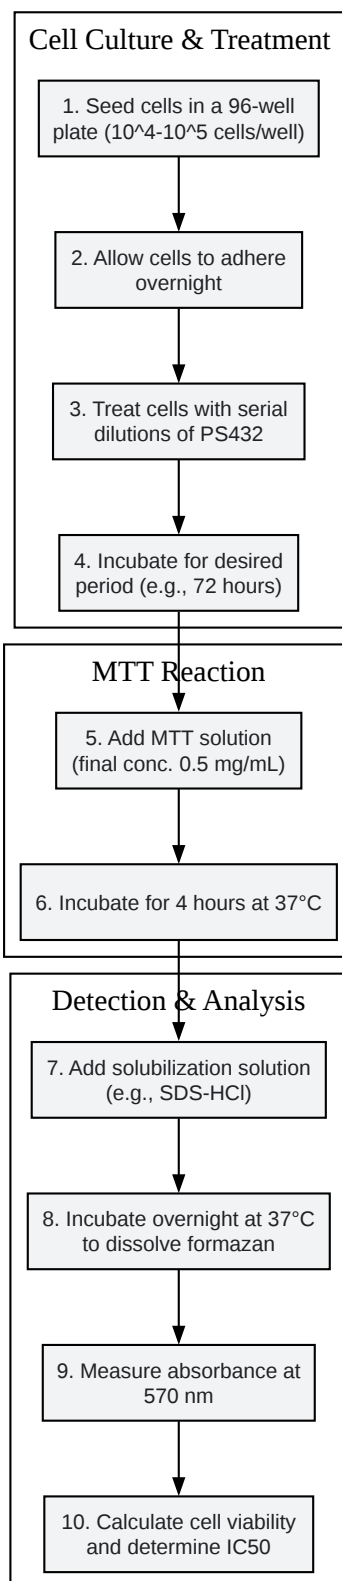 Cell Culture & Treatment
1. Seed cells in a 96-well
plate (10^4-10^5 cells/well)
2. Allow cells to adhere
overnight
3. Treat cells with serial
dilutions of PS432
4. Incubate for desired
period (e.g., 72 hours)
MTT Reaction
5. Add MTT solution
(final conc. 0.5 mg/mL)
6. Incubate for 4 hours at 37°C
Detection & Analysis
7. Add solubilization solution
(e.g., SDS-HCl)
8. Incubate overnight at 37°C
to dissolve formazan
9. Measure absorbance at
570 nm
10. Calculate cell viability
and determine IC50